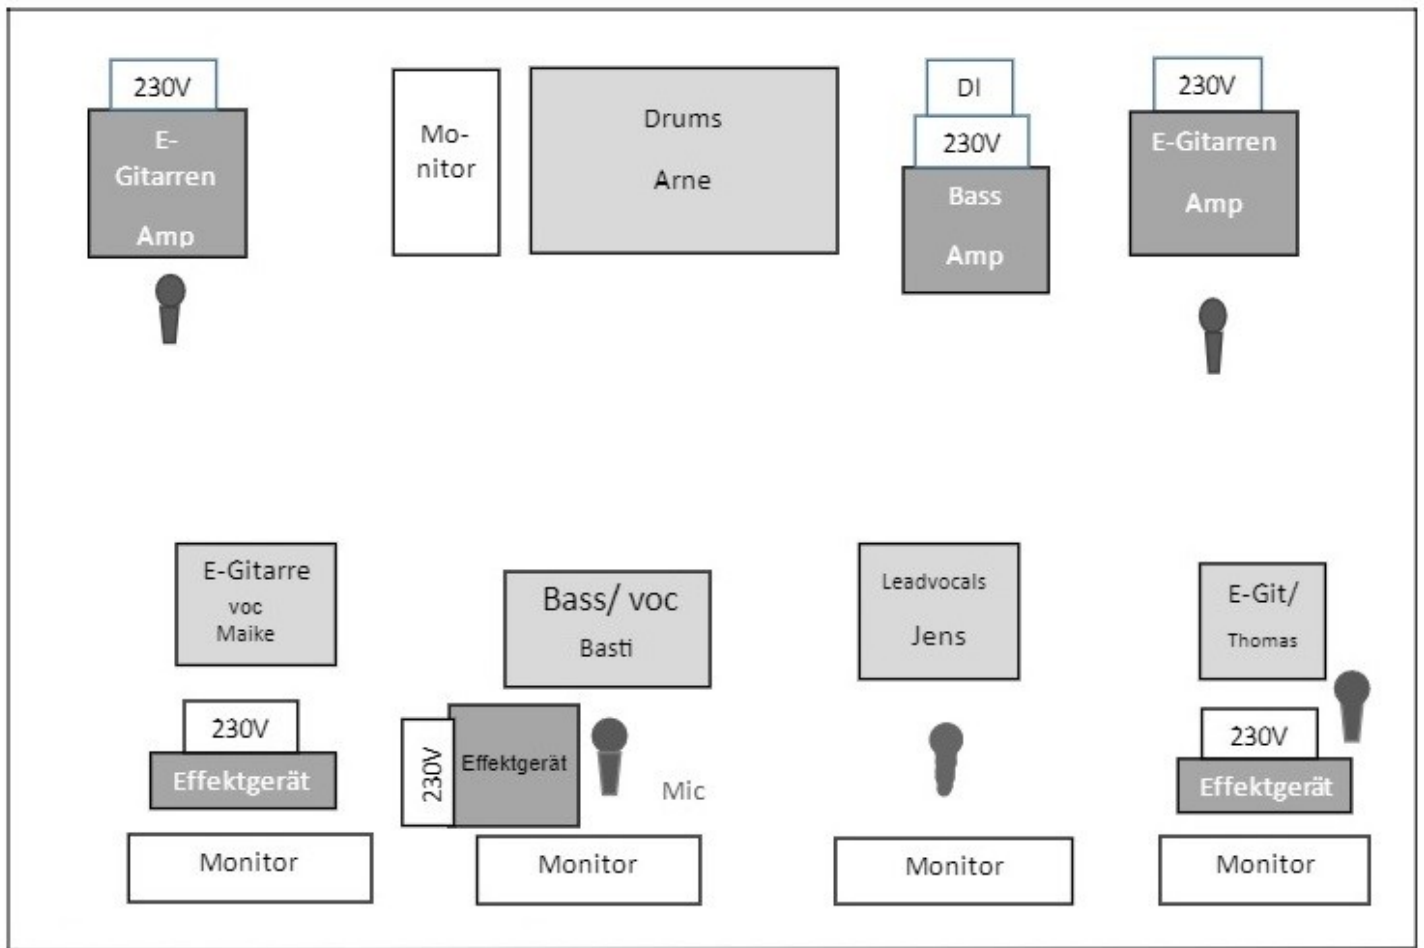 230V
E-
Gitarren
Amp
Mo-
nitor
Drums
Arne
DI
230V
Bass
Amp
230V
E-Gitarren
Amp
E-Gitarre
voc
Maike
230V
Effektgerät
Monitor
Bass/ voc
Basti
230V
Effektgerät
Mic
Monitor
Leadvocals
Jens
Monitor
E-Git/
Thomas
230V
Effektgerät
Monitor